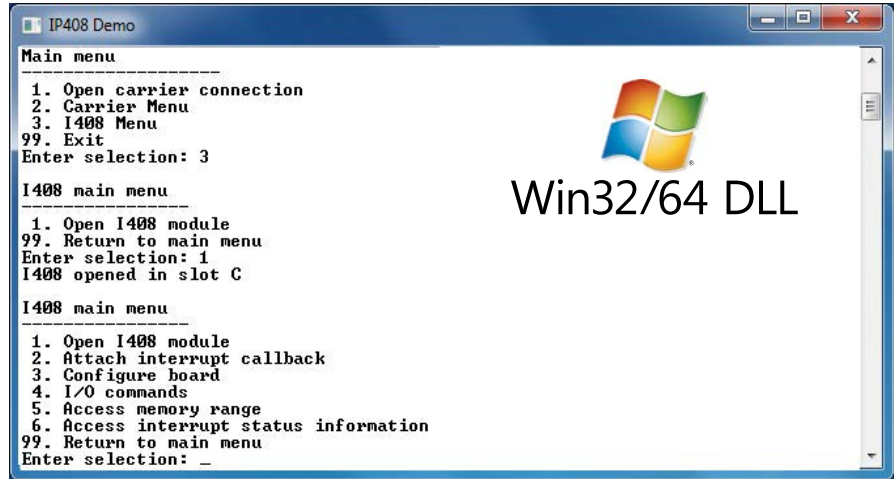 IP408 Demo
Main menu
-------------------
1. Open carrier connection
2. Carrier Menu
3. I408 Menu
99. Exit
Enter selection: 3
I408 main menu
----------------
1. Open I408 module
99. Return to main menu
Enter selection: 1
I408 opened in slot C
I408 main menu
----------------
1. Open I408 module
2. Attach interrupt callback
3. Configure board
4. I/O commands
5. Access memory range
6. Access interrupt status information
99. Return to main menu
Enter selection: _
Win32/64 DLL